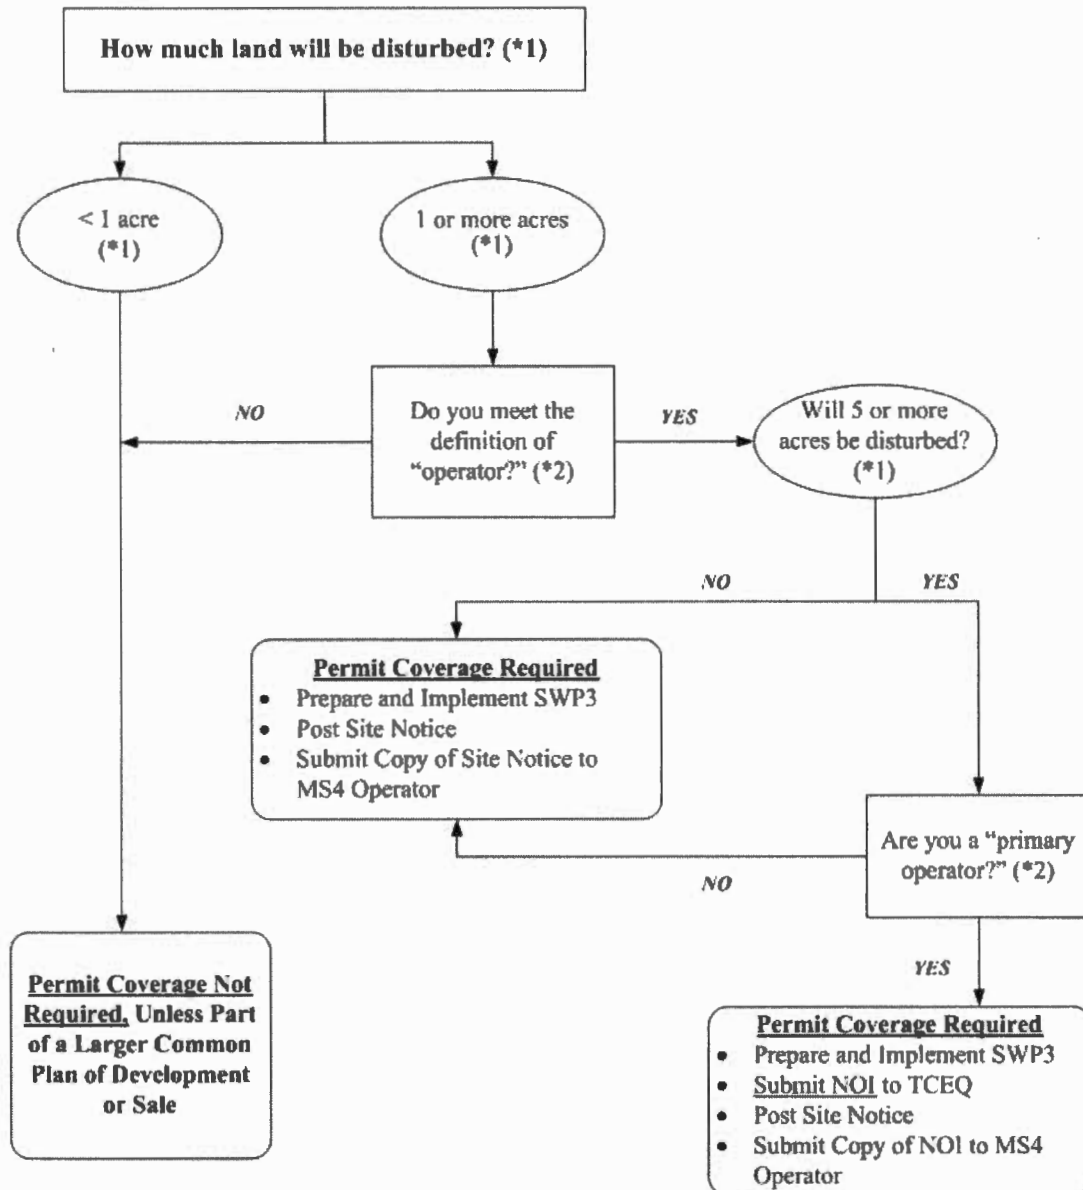 How much land will be disturbed? (*1)
< 1 acre
(*1)
1 or more acres
(*1)
NO
Do you meet the
definition of
“operator?” (*2)
YES
Will 5 or more
acres be disturbed?
(*1)
NO
YES
Permit Coverage Required
• Prepare and Implement SWP3
• Post Site Notice
• Submit Copy of Site Notice to
MS4 Operator
Are you a “primary
operator?” (*2)
NO
YES
Permit Coverage Not
Required, Unless Part
of a Larger Common
Plan of Development
or Sale
Permit Coverage Required
• Prepare and Implement SWP3
• Submit NOI to TCEQ
• Post Site Notice
• Submit Copy of NOI to MS4
Operator